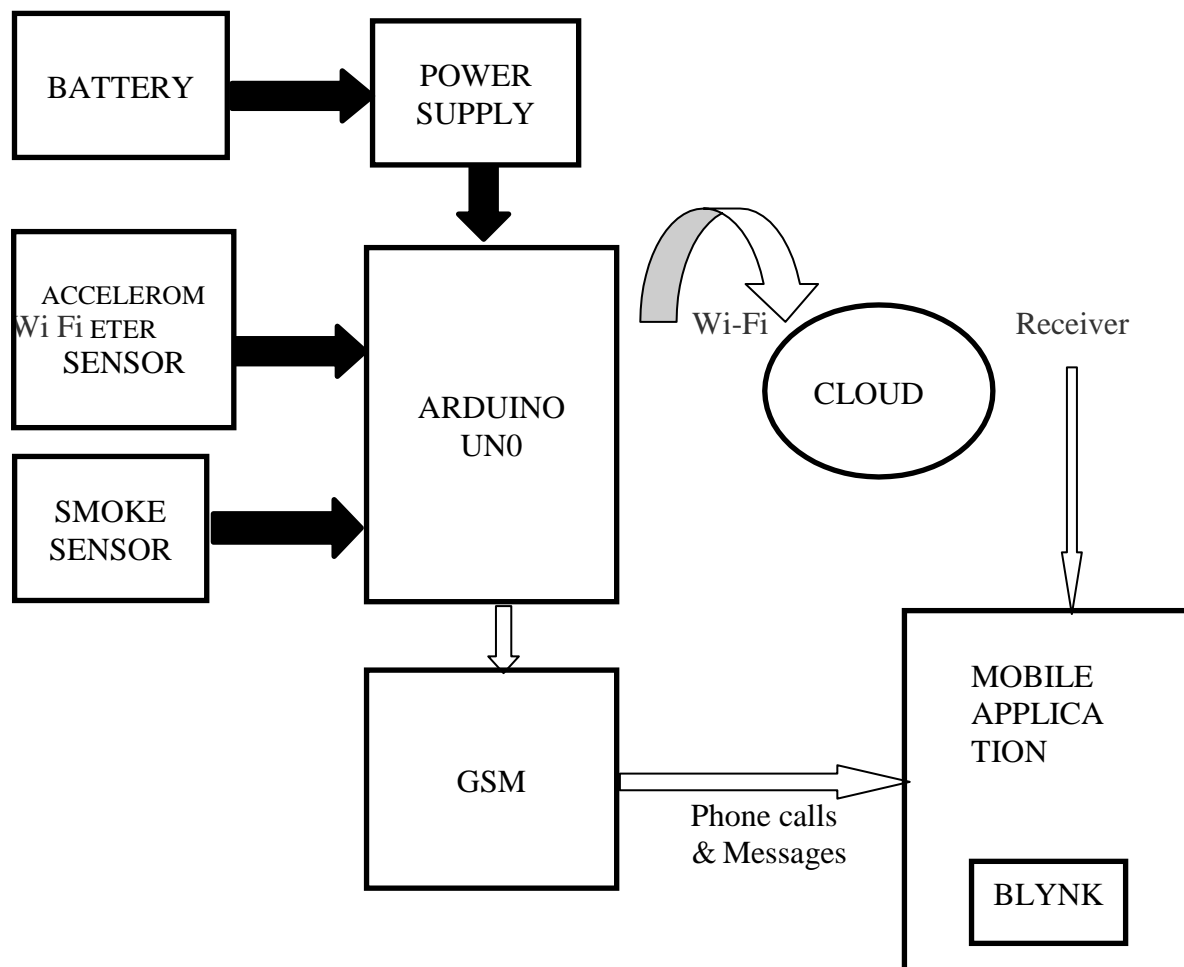 BATTERY
POWER
SUPPLY
ACCELEROM
Wi Fi ETER
SENSOR
Wi-Fi
Receiver
CLOUD
ARDUINO
UN0
SMOKE
SENSOR
MOBILE
APPLICA
TION
GSM
Phone calls
& Messages
BLYNK